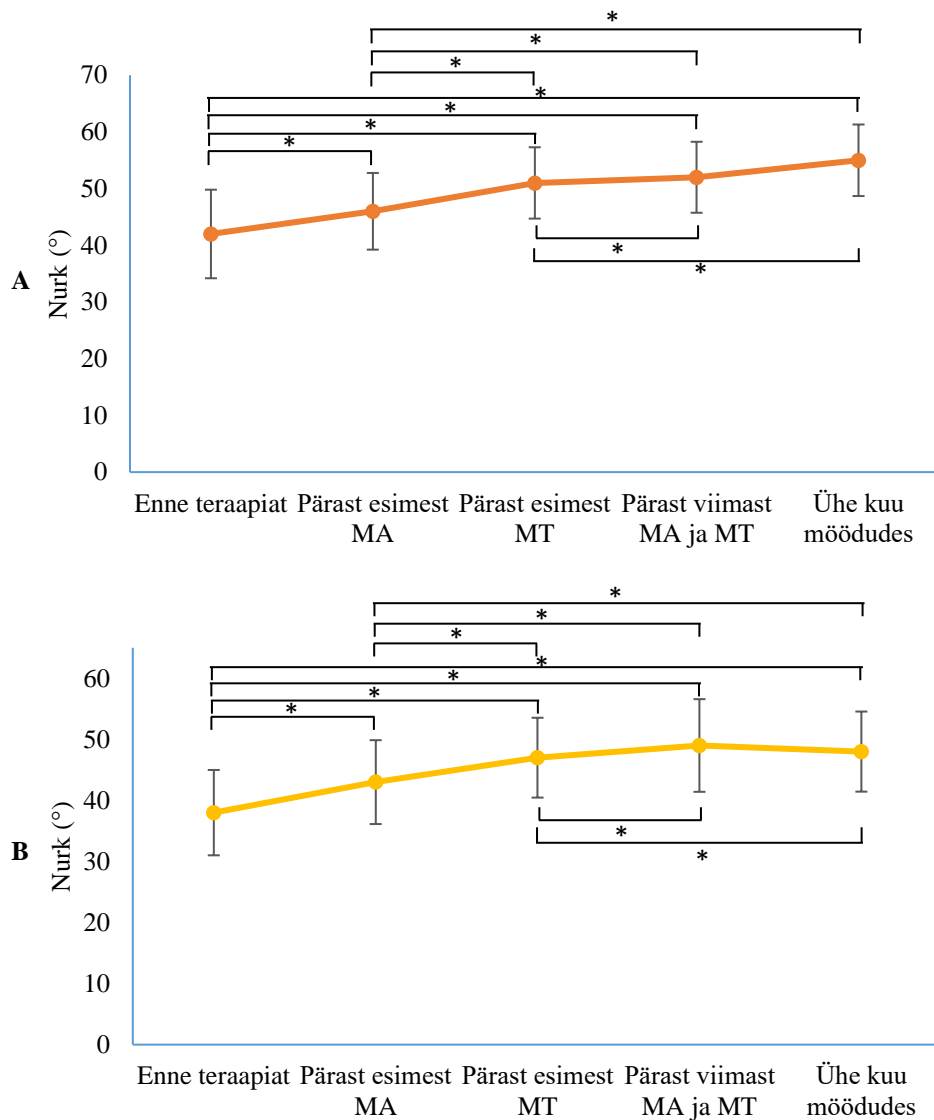 *
*
*
70
*
*
60
*
*
50
40
*
*
A
Nurk (°)
30
20
10
0
Enne teraapiat
Pärast esimest
MA
Pärast esimest
MT
Pärast viimast
MA ja MT
Ühe kuu
möödudes
*
*
*
60
*
*
*
*
50
40
*
*
B
Nurk (°)
30
20
10
0
Enne teraapiat
Pärast esimest
MA
Pärast esimest
MT
Pärast viimast
MA ja MT
Ühe kuu
möödudes